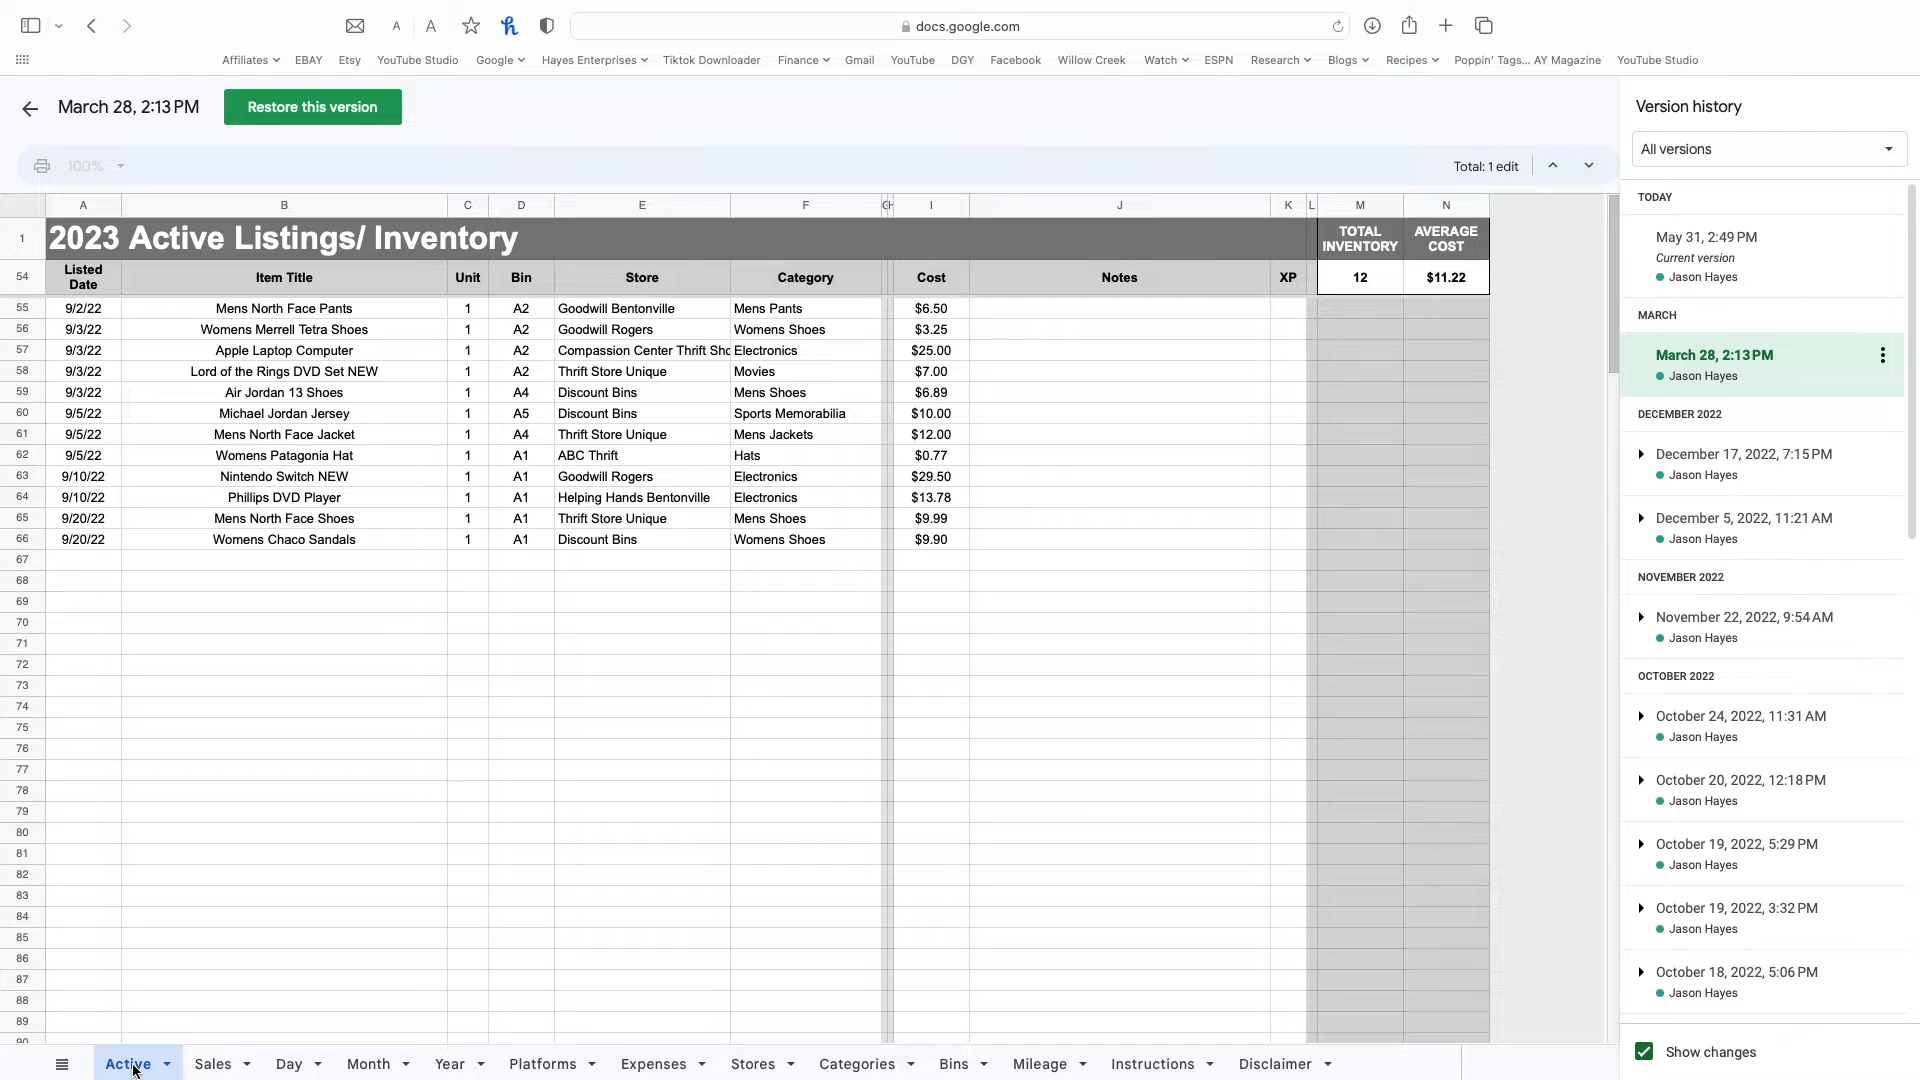 A A docs.google.com
Affiliates EBAY Etsy YouTube Studio Google Hayes Enterprises Tiktok Downloader Finance Gmail YouTube DGY Facebook Willow Creek Watch ESPN Research Blogs Recipes Poppin’ Tags... AY Magazine YouTube Studio
March 28, 2:13 PM Restore this version
100% Total: 1 edit
A B C D E F G H I J K L M N
1 2023 Active Listings/ Inventory TOTAL INVENTORY AVERAGE COST
54 Listed Date Item Title Unit Bin Store Category Cost Notes XP 12 $11.22
55 9/2/22 Mens North Face Pants 1 A2 Goodwill Bentonville Mens Pants $6.50
56 9/3/22 Womens Merrell Tetra Shoes 1 A2 Goodwill Rogers Womens Shoes $3.25
57 9/3/22 Apple Laptop Computer 1 A2 Compassion Center Thrift Sho Electronics $25.00
58 9/3/22 Lord of the Rings DVD Set NEW 1 A2 Thrift Store Unique Movies $7.00
59 9/3/22 Air Jordan 13 Shoes 1 A4 Discount Bins Mens Shoes $6.89
60 9/5/22 Michael Jordan Jersey 1 A5 Discount Bins Sports Memorabilia $10.00
61 9/5/22 Mens North Face Jacket 1 A4 Thrift Store Unique Mens Jackets $12.00
62 9/5/22 Womens Patagonia Hat 1 A1 ABC Thrift Hats $0.77
63 9/10/22 Nintendo Switch NEW 1 A1 Goodwill Rogers Electronics $29.50
64 9/10/22 Phillips DVD Player 1 A1 Helping Hands Bentonville Electronics $13.78
65 9/20/22 Mens North Face Shoes 1 A1 Thrift Store Unique Mens Shoes $9.99
66 9/20/22 Womens Chaco Sandals 1 A1 Discount Bins Womens Shoes $9.90
67
68
69
70
71
72
73
74
75
76
77
78
79
80
81
82
83
84
85
86
87
88
89
90
Active Sales Day Month Year Platforms Expenses Stores Categories Bins Mileage Instructions Disclaimer
Version history
All versions
TODAY
May 31, 2:49 PM
Current version
Jason Hayes
MARCH
March 28, 2:13 PM
Jason Hayes
DECEMBER 2022
December 17, 2022, 7:15 PM
Jason Hayes
December 5, 2022, 11:21 AM
Jason Hayes
NOVEMBER 2022
November 22, 2022, 9:54 AM
Jason Hayes
OCTOBER 2022
October 24, 2022, 11:31 AM
Jason Hayes
October 20, 2022, 12:18 PM
Jason Hayes
October 19, 2022, 5:29 PM
Jason Hayes
October 19, 2022, 3:32 PM
Jason Hayes
October 18, 2022, 5:06 PM
Jason Hayes
Show changes